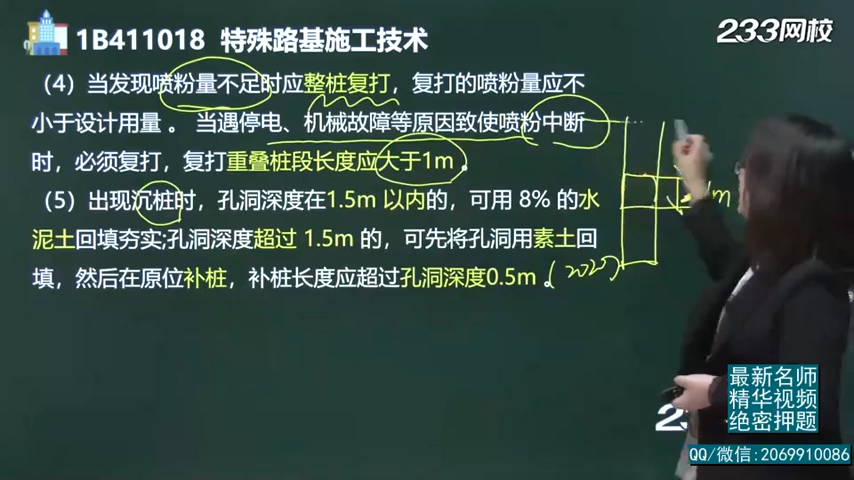 1B411018 特殊路基施工技术
233网校
（4）当发现喷粉量不足时应整桩复打，复打的喷粉量应不
小于设计用量 。 当遇停电、机械故障等原因致使喷粉中断
时，必须复打，复打重叠桩段长度应大于1m 。
（5）出现沉桩时，孔洞深度在1.5m 以内的，可用 8% 的水
泥土回填夯实;孔洞深度超过 1.5m 的，可先将孔洞用素土回
填，然后在原位补桩，补桩长度应超过孔洞深度0.5m 。
1m
最新名师
精华视频
绝密押题
QQ/微信:2069910086